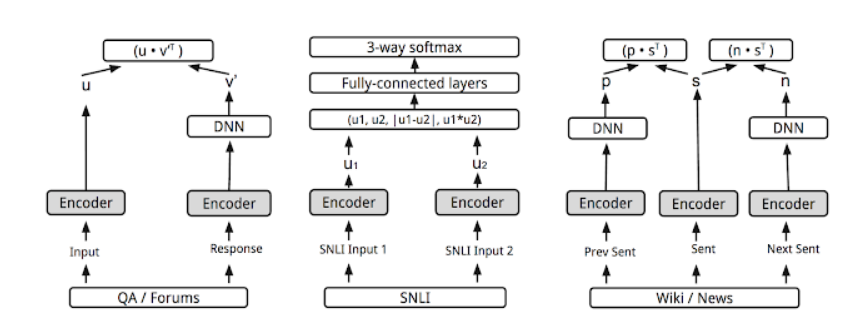 (u • v'ᵀ)
u
v'
DNN
Encoder
Encoder
Input
Response
QA / Forums
3-way softmax
Fully-connected layers
(u1, u2, |u1-u2|, u1*u2)
u₁
u₂
Encoder
Encoder
SNLI Input 1
SNLI Input 2
SNLI
(p • sᵀ)
(n • sᵀ)
p
s
n
DNN
DNN
Encoder
Encoder
Encoder
Prev Sent
Sent
Next Sent
Wiki / News